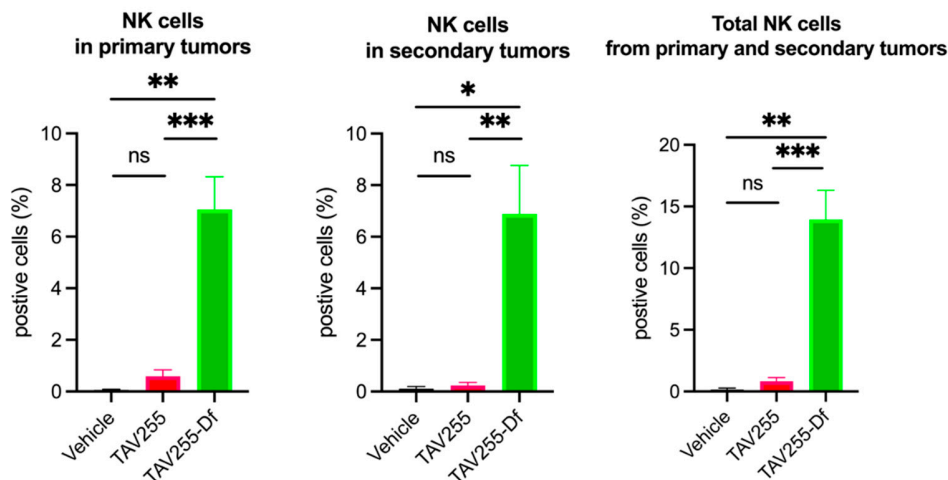 NK cells
in primary tumors
**
***
ns
10
8
6
4
2
0
postive cells (%)
Vehicle
TAV255
TAV255-Df
NK cells
in secondary tumors
*
**
ns
10
8
6
4
2
0
postive cells (%)
Vehicle
TAV255
TAV255-Df
Total NK cells
from primary and secondary tumors
**
***
ns
20
15
10
5
0
postive cells (%)
Vehicle
TAV255
TAV255-Df